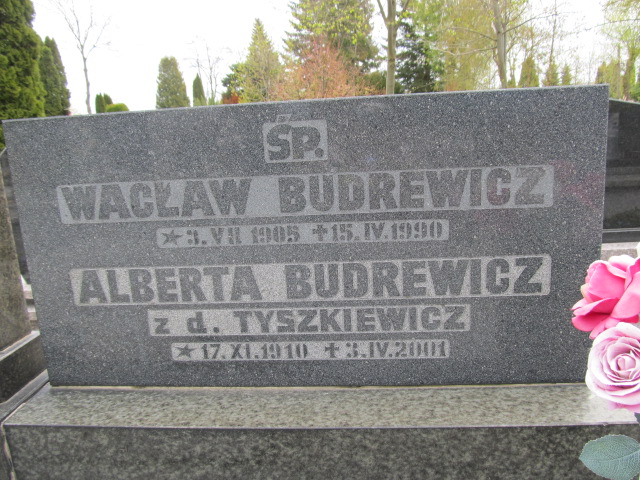 ŚP.
WACŁAW BUDREWICZ
★ 3.VII 1905 ✝ 15.IV.1990
ALBERTA BUDREWICZ
z d. TYSZKIEWICZ
★ 17.XI.1910 ✝ 3.IV.2001